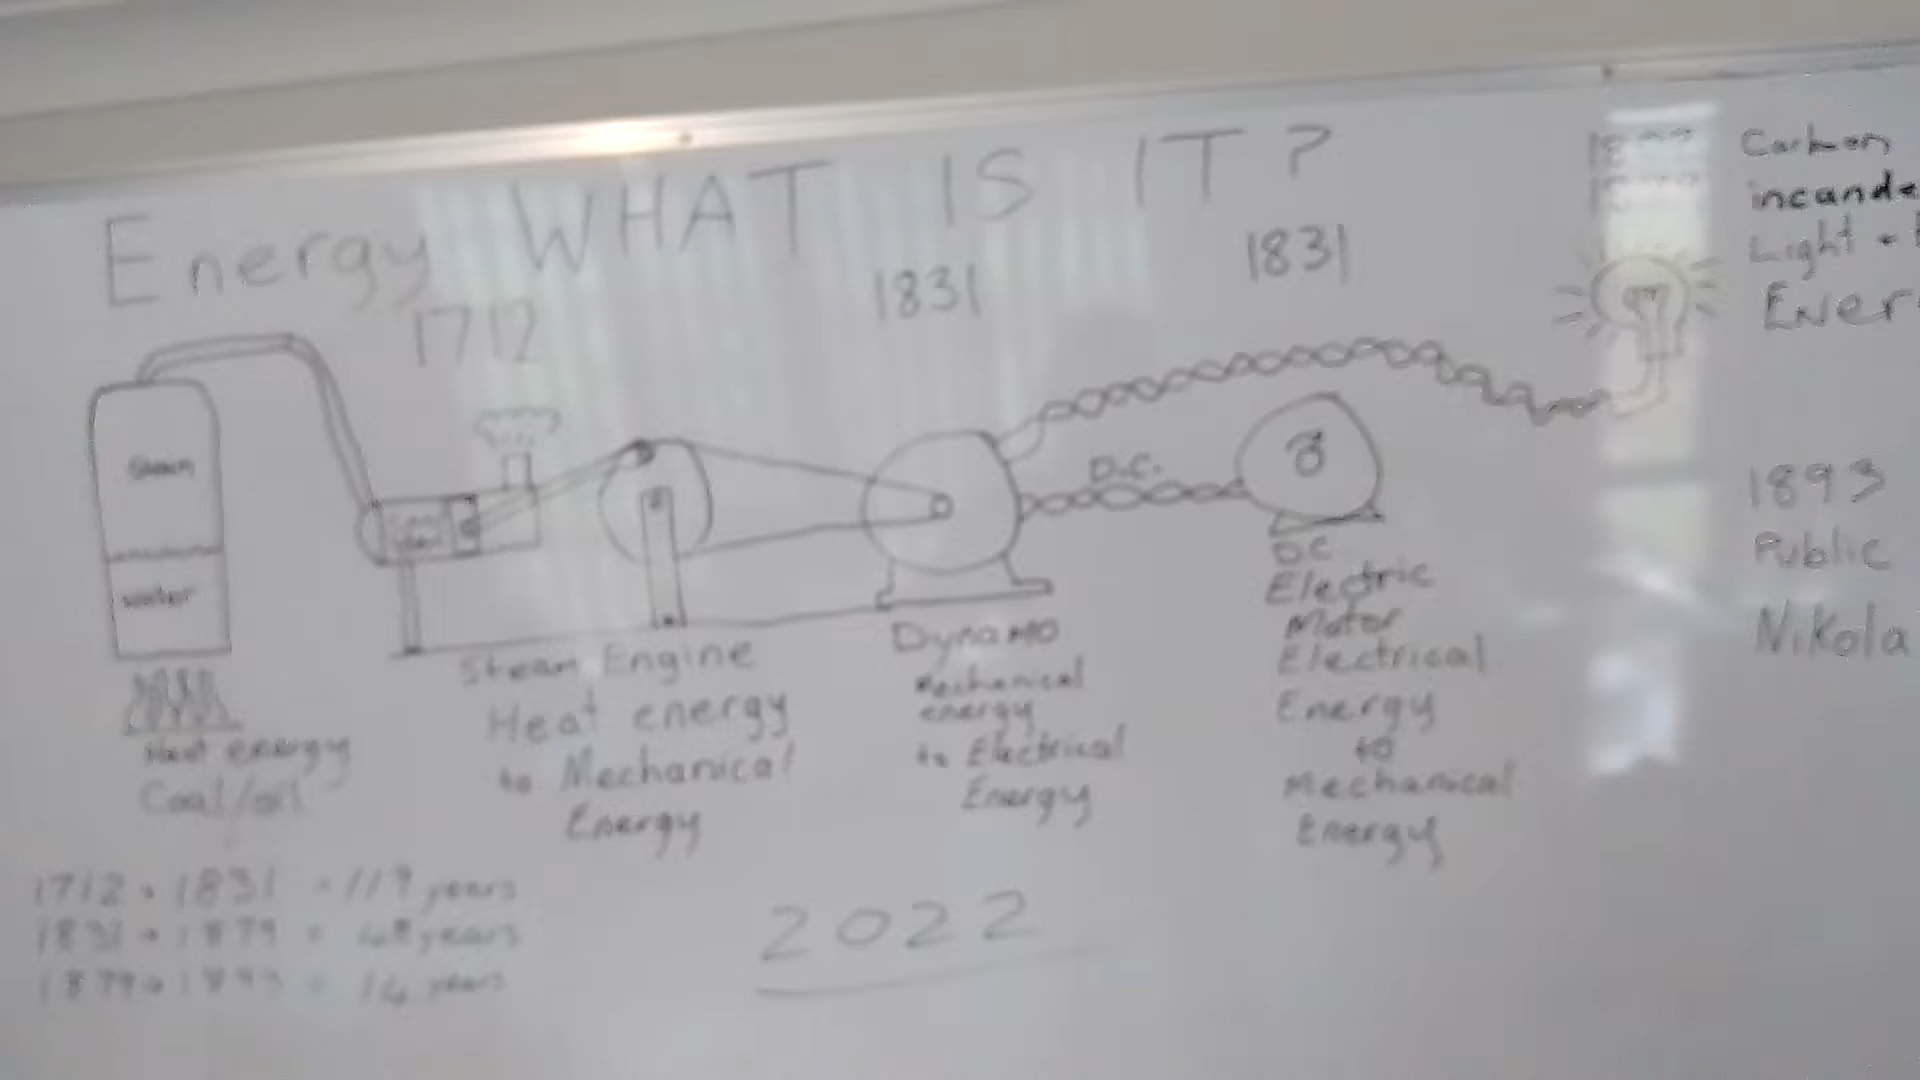 Energy WHAT IS IT?
1712
1831
1831
Carbon
incande
Light +
Ener
Steam
water
D.C.
1893
Public
Nikola
Heat energy
Coal/oil
Steam Engine
Heat energy
to Mechanical
Energy
Dynamo
Mechanical
energy
to Electrical
Energy
DC
Electric
Motor
Electrical
Energy
to
Mechanical
Energy
1712 → 1831 = 119 years
1831 → 1879 = 48 years
1879 → 1893 = 14 years
2022